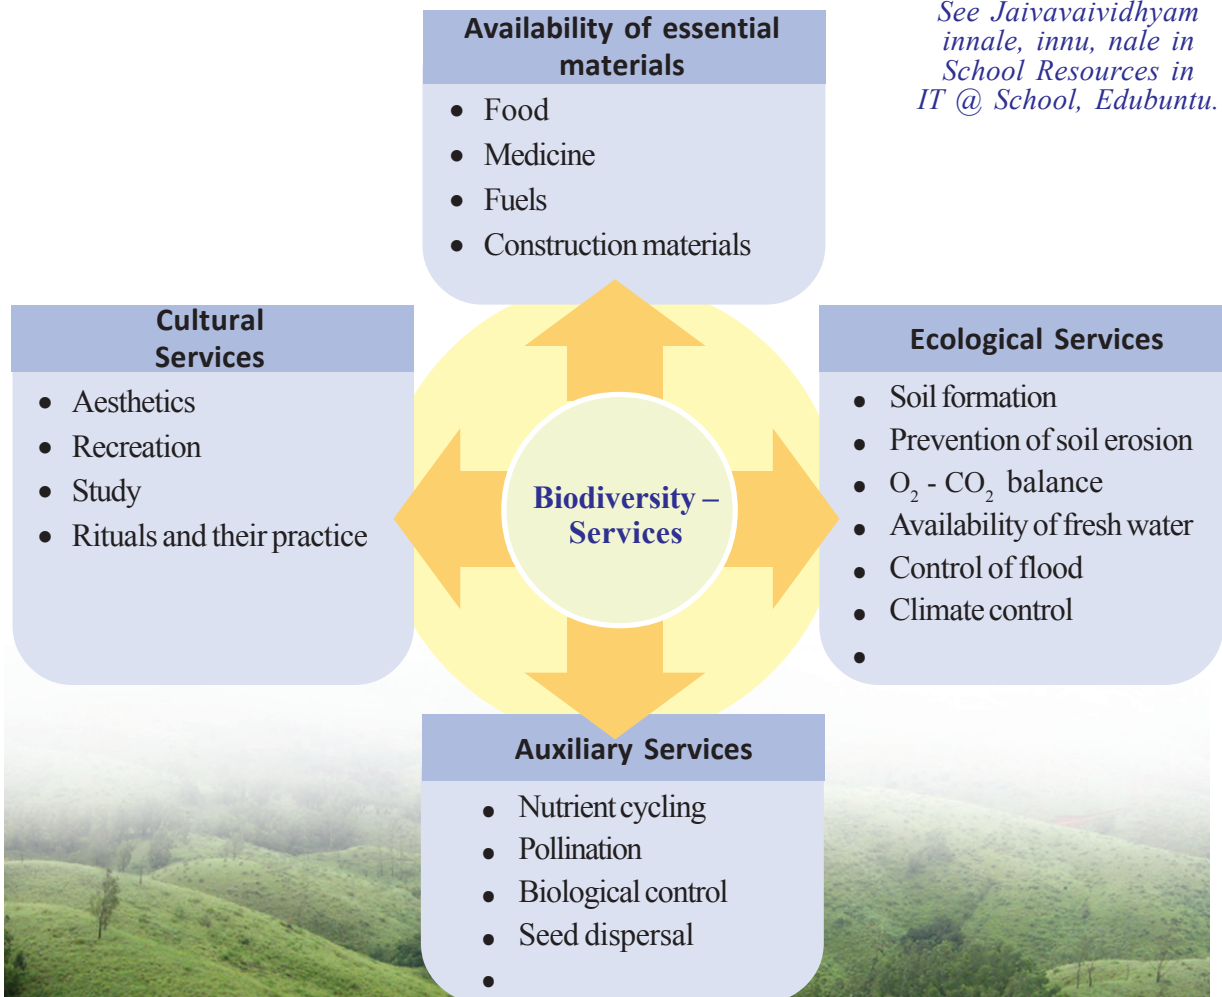 See Jaivavaividhyam
innale, innu, nale in
School Resources in
IT @ School, Edubuntu.
Availability of essential
materials
• Food
• Medicine
• Fuels
• Construction materials
Cultural
Services
• Aesthetics
• Recreation
• Study
• Rituals and their practice
Biodiversity –
Services
Ecological Services
• Soil formation
• Prevention of soil erosion
• O₂ - CO₂ balance
• Availability of fresh water
• Control of flood
• Climate control
•
Auxiliary Services
• Nutrient cycling
• Pollination
• Biological control
• Seed dispersal
•